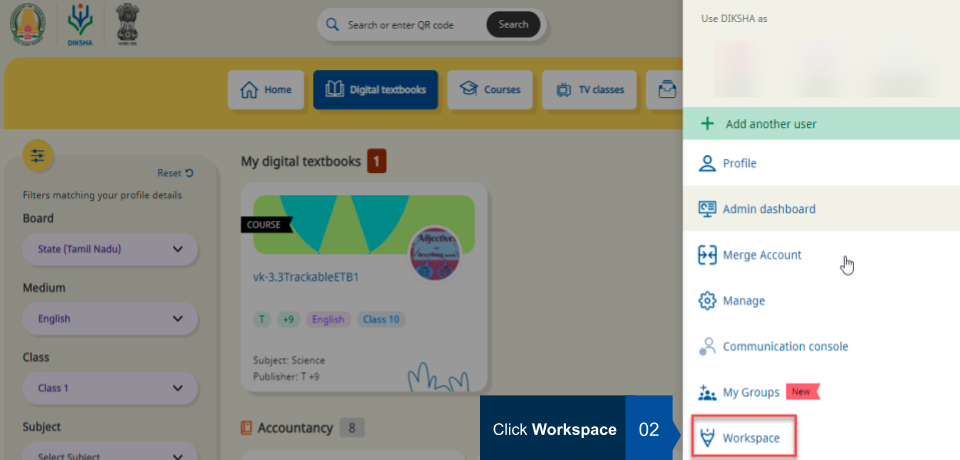 DIKSHA
Search or enter QR code
Search
Home
Digital textbooks
Courses
TV classes
Reset
Filters matching your profile details
Board
State (Tamil Nadu)
Medium
English
Class
Class 1
Subject
Select Subject
My digital textbooks 1
COURSE
Adjective
vk-3.3TrackableETB1
T +9 English Class 10
Subject: Science
Publisher: T +9
Accountancy 8
Click Workspace 02
Use DIKSHA as
Add another user
Profile
Admin dashboard
Merge Account
Manage
Communication console
My Groups New
Workspace